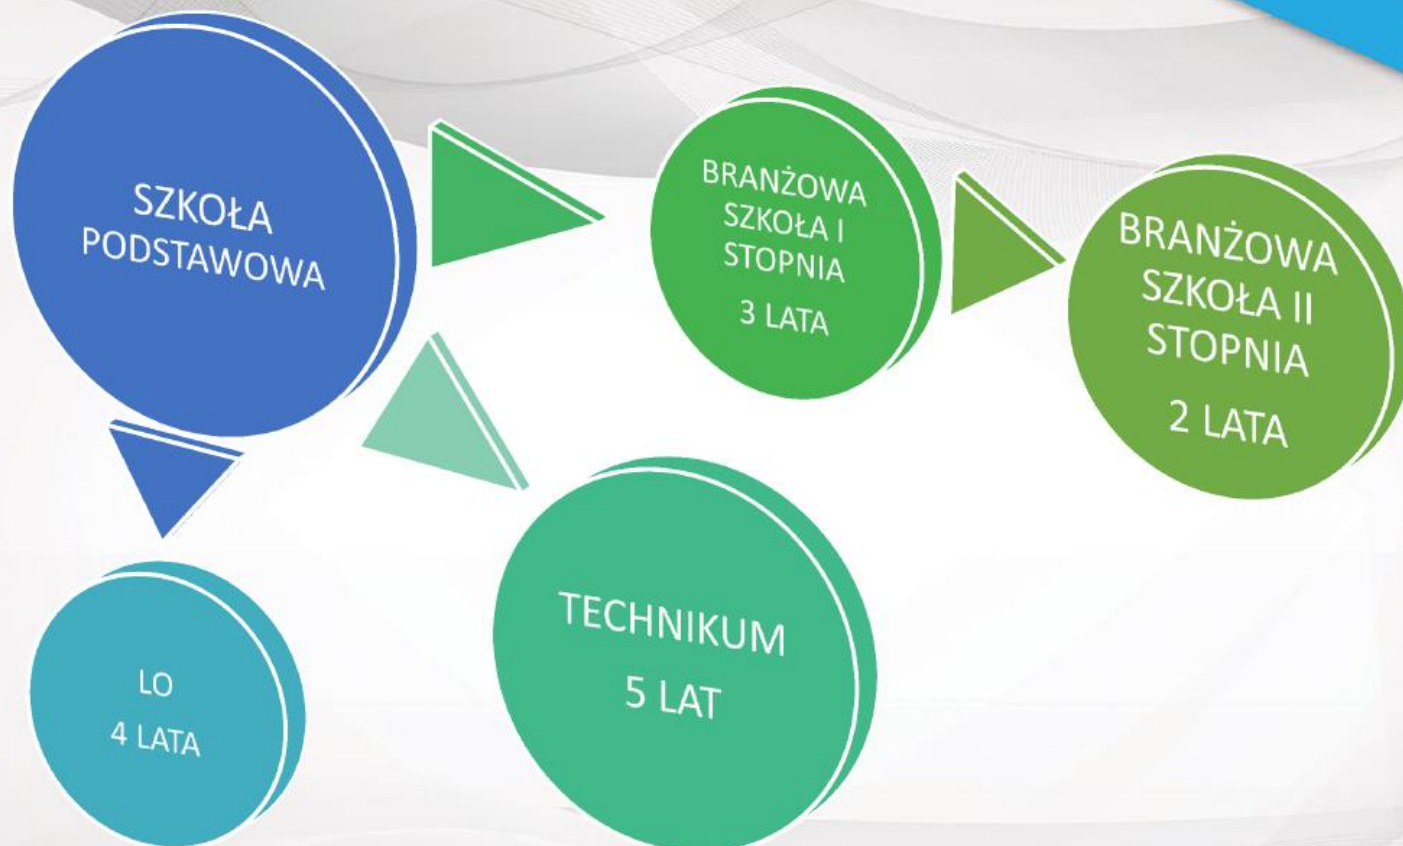 SZKOŁA
PODSTAWOWA
BRANŻOWA
SZKOŁA I
STOPNIA
3 LATA
BRANŻOWA
SZKOŁA II
STOPNIA
2 LATA
TECHNIKUM
5 LAT
LO
4 LATA